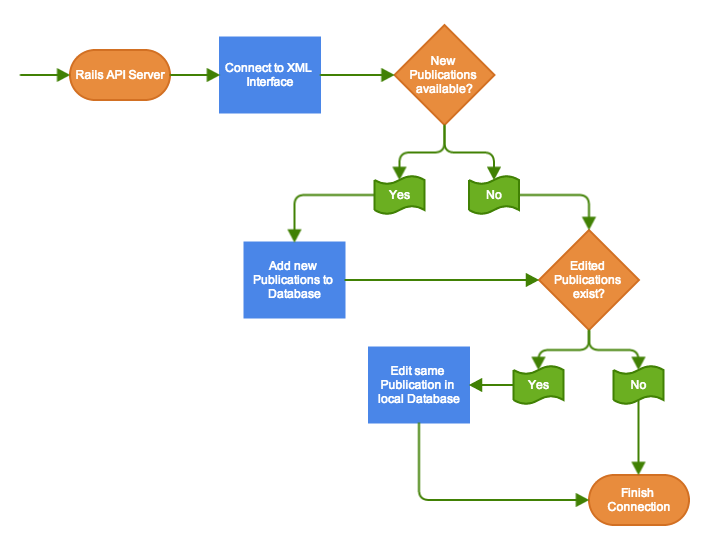 Rails API Server
Connect to XML
Interface
New
Publications
available?
Yes
No
Add new
Publications to
Database
Edited
Publications
exist?
Edit same
Publication in
local Database
Yes
No
Finish
Connection